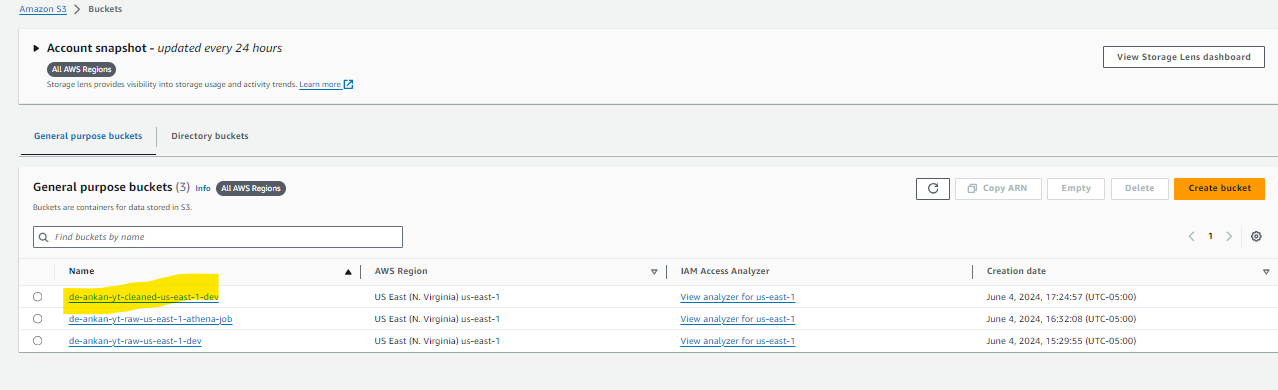 Amazon S3 > Buckets
Account snapshot - updated every 24 hours
View Storage Lens dashboard
All AWS Regions
Storage lens provides visibility into storage usage and activity trends. Learn more
General purpose buckets Directory buckets
General purpose buckets (3) Info All AWS Regions
Copy ARN Empty Delete Create bucket
Buckets are containers for data stored in S3.
Find buckets by name
1
Name AWS Region IAM Access Analyzer Creation date
de-ankan-yt-cleaned-us-east-1-dev US East (N. Virginia) us-east-1 View analyzer for us-east-1 June 4, 2024, 17:24:57 (UTC-05:00)
de-ankan-yt-raw-us-east-1-athena-job US East (N. Virginia) us-east-1 View analyzer for us-east-1 June 4, 2024, 16:32:08 (UTC-05:00)
de-ankan-yt-raw-us-east-1-dev US East (N. Virginia) us-east-1 View analyzer for us-east-1 June 4, 2024, 15:29:55 (UTC-05:00)